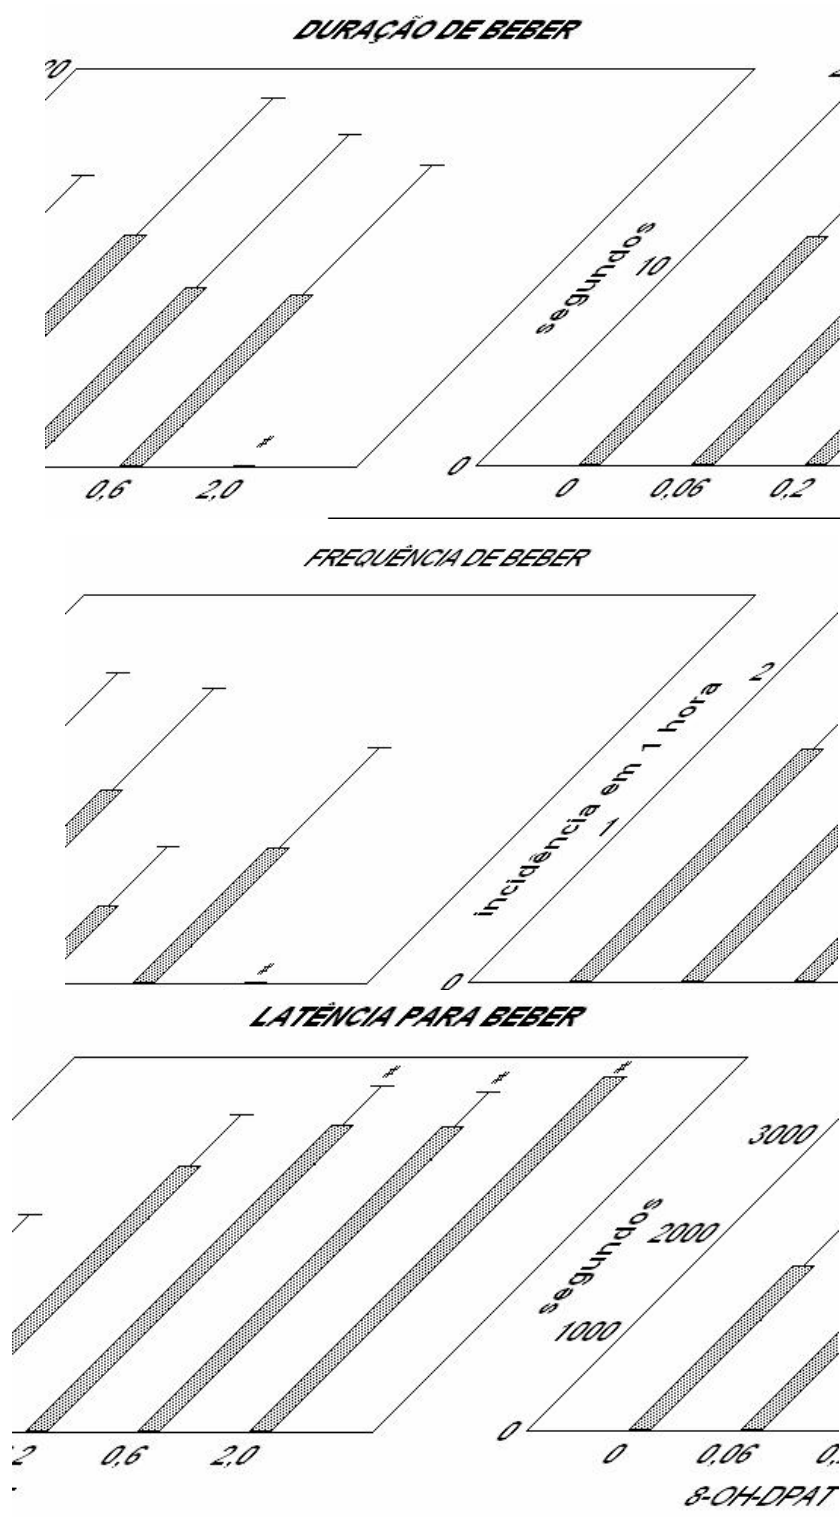 DURAÇÃO DE BEBER
segundos
10
0
0,6 2,0
0 0,06 0,2
FREQUÊNCIA DE BEBER
incidência em 1 hora
2
1
0
LATÊNCIA PARA BEBER
segundos
3000
2000
1000
0
0,6 2,0
0 0,06
8-OH-DPAT